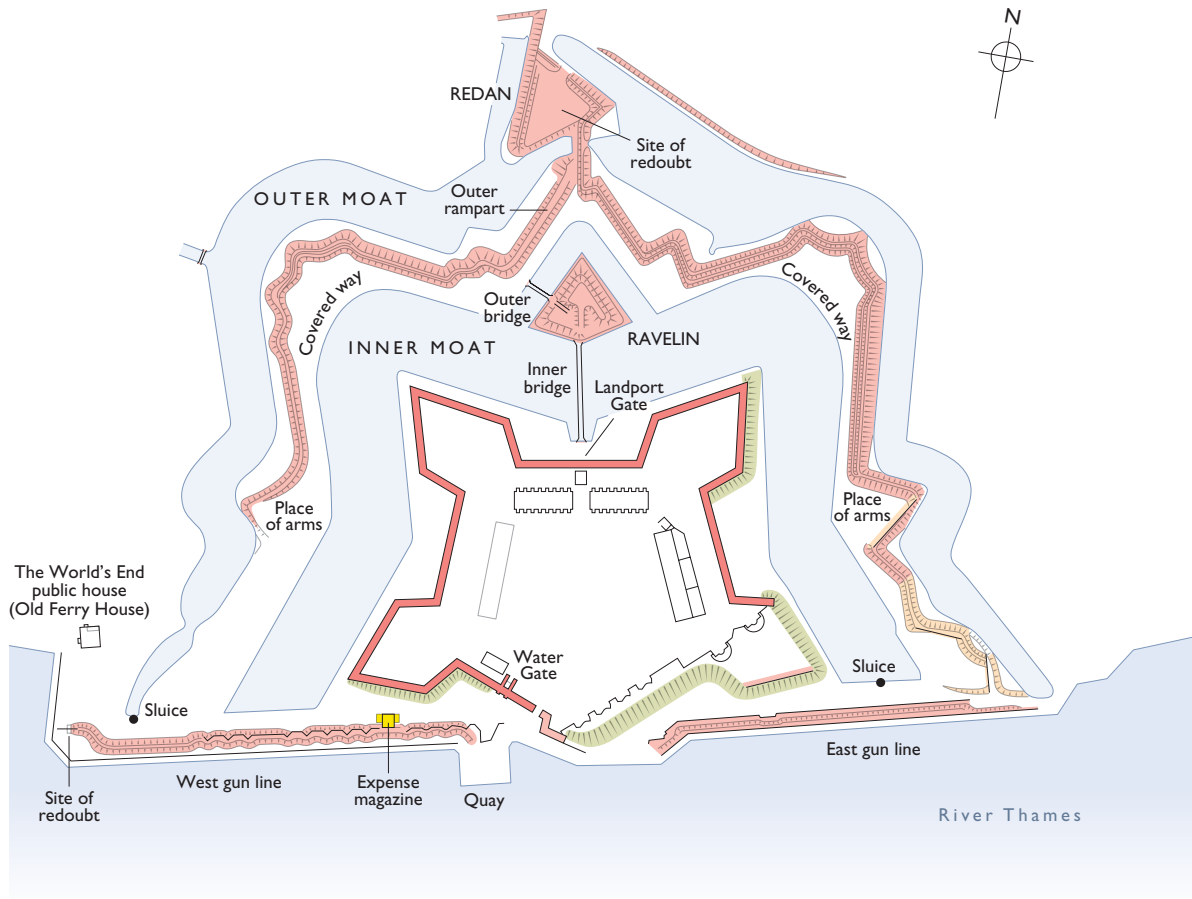 N
REDAN
Site of
redoubt
OUTER MOAT
Outer
rampart
Covered way
Covered way
Outer
bridge
RAVELIN
INNER MOAT
Inner
bridge
Landport
Gate
Place
of arms
Place
of arms
The World's End
public house
(Old Ferry House)
Water
Gate
Sluice
Sluice
East gun line
West gun line
Expense
magazine
Quay
Site of
redoubt
River Thames